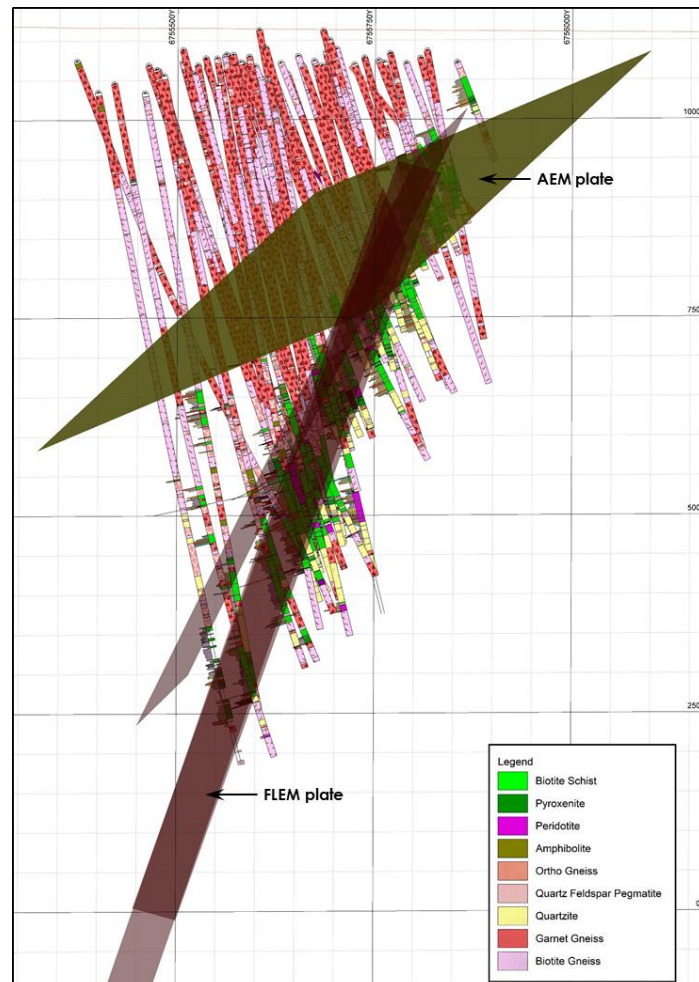 6755500Y
6755750Y
6756000Y
1000
AEM plate
750
500
250
FLEM plate
0
Legend
Biotite Schist
Pyroxenite
Peridotite
Amphibolite
Ortho Gneiss
Quartz Feldspar Pegmatite
Quartzite
Garnet Gneiss
Biotite Gneiss